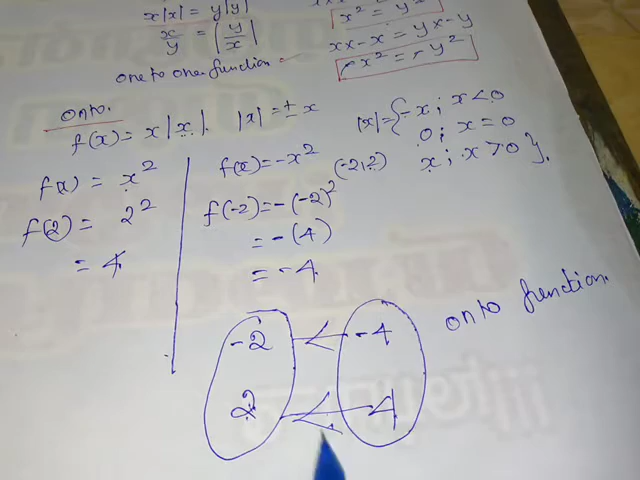 x|x| = y|y|
x/y = |y/x|
one to one function
x² = y²
xx-x = yx-y
-x² = -y²
onto.
f(x) = x|x|. |x| = ± x
|x| = {-x ; x<0
0 ; x = 0
x ; x>0}.
f(x) = x²
f(2) = 2²
= 4
f(x) = -x²
(-2,2)
f(-2) = -(-2)²
= -(4)
= -4
onto function.
-2 < -4
2 < 4